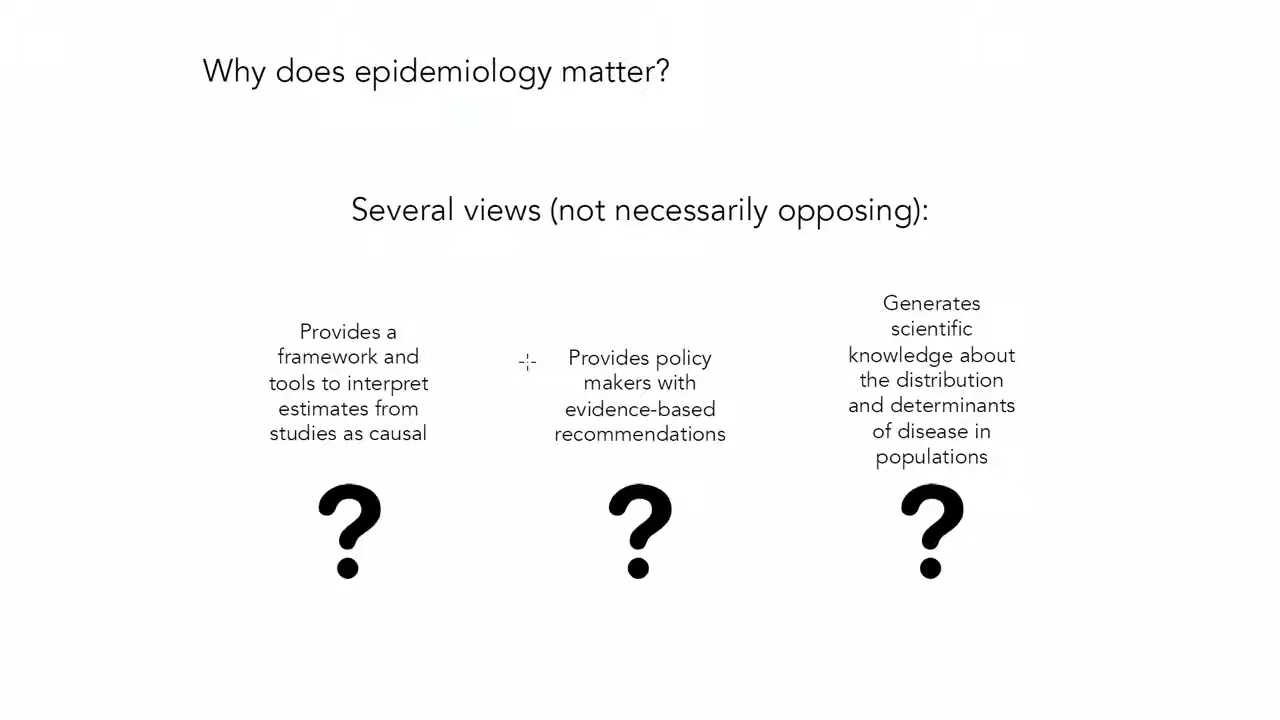 Why does epidemiology matter?
Several views (not necessarily opposing):
Provides a
framework and
tools to interpret
estimates from
studies as causal
?
Provides policy
makers with
evidence-based
recommendations
?
Generates
scientific
knowledge about
the distribution
and determinants
of disease in
populations
?